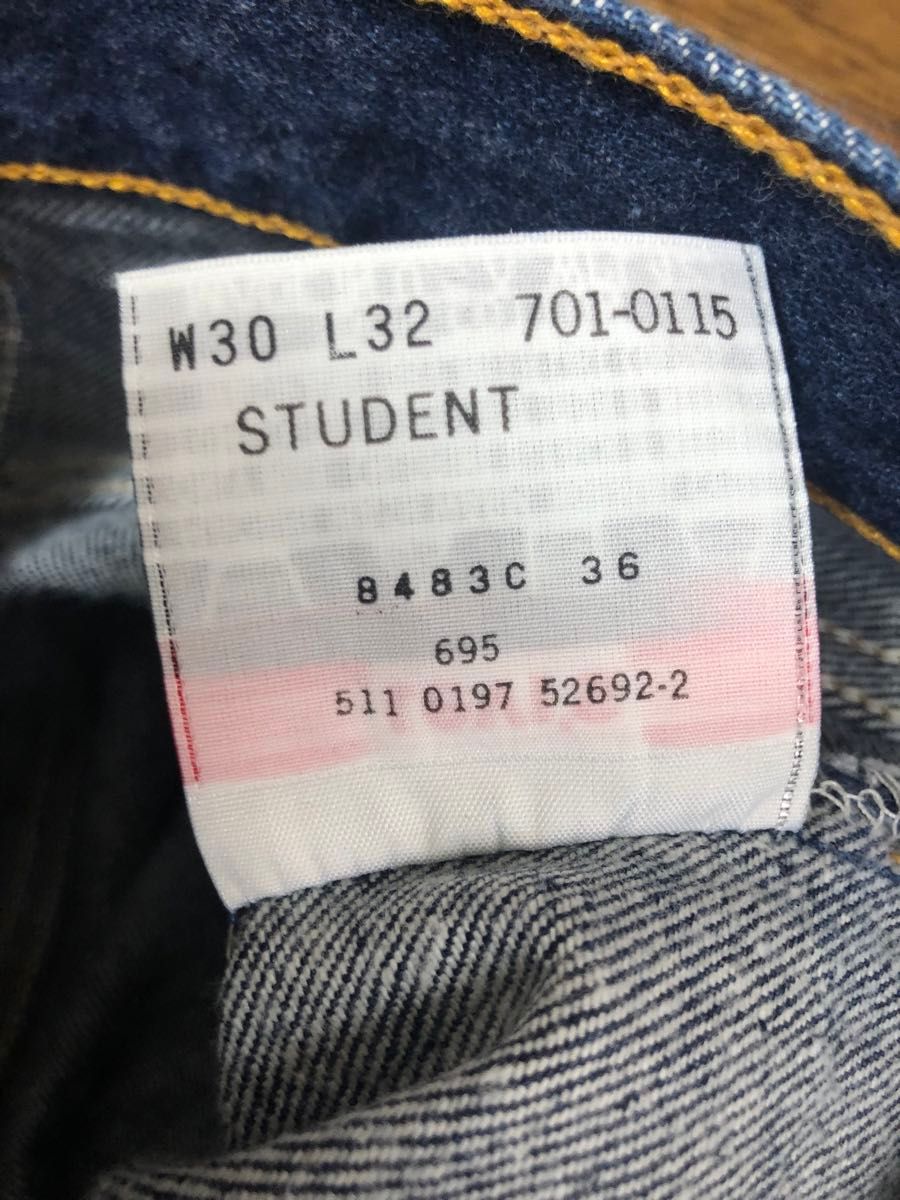 W30 L32 701-0115
STUDENT
8483C 36
695
511 0197 52692-2